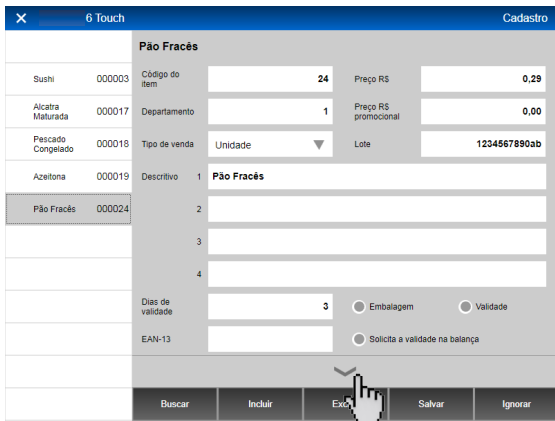 6 Touch Cadastro
Pão Fracês
Sushi 000003
Alcatra Maturada 000017
Pescado Congelado 000018
Azeitona 000019
Pão Fracês 000024
Código do item 24 Preço R$ 0,29
Departamento 1 Preço R$ promocional 0,00
Tipo de venda Unidade Lote 1234567890ab
Descritivo 1 Pão Fracês
2
3
4
Dias de validade 3 Embalagem Validade
EAN-13 Solicita a validade na balança
Buscar Incluir Salvar Ignorar